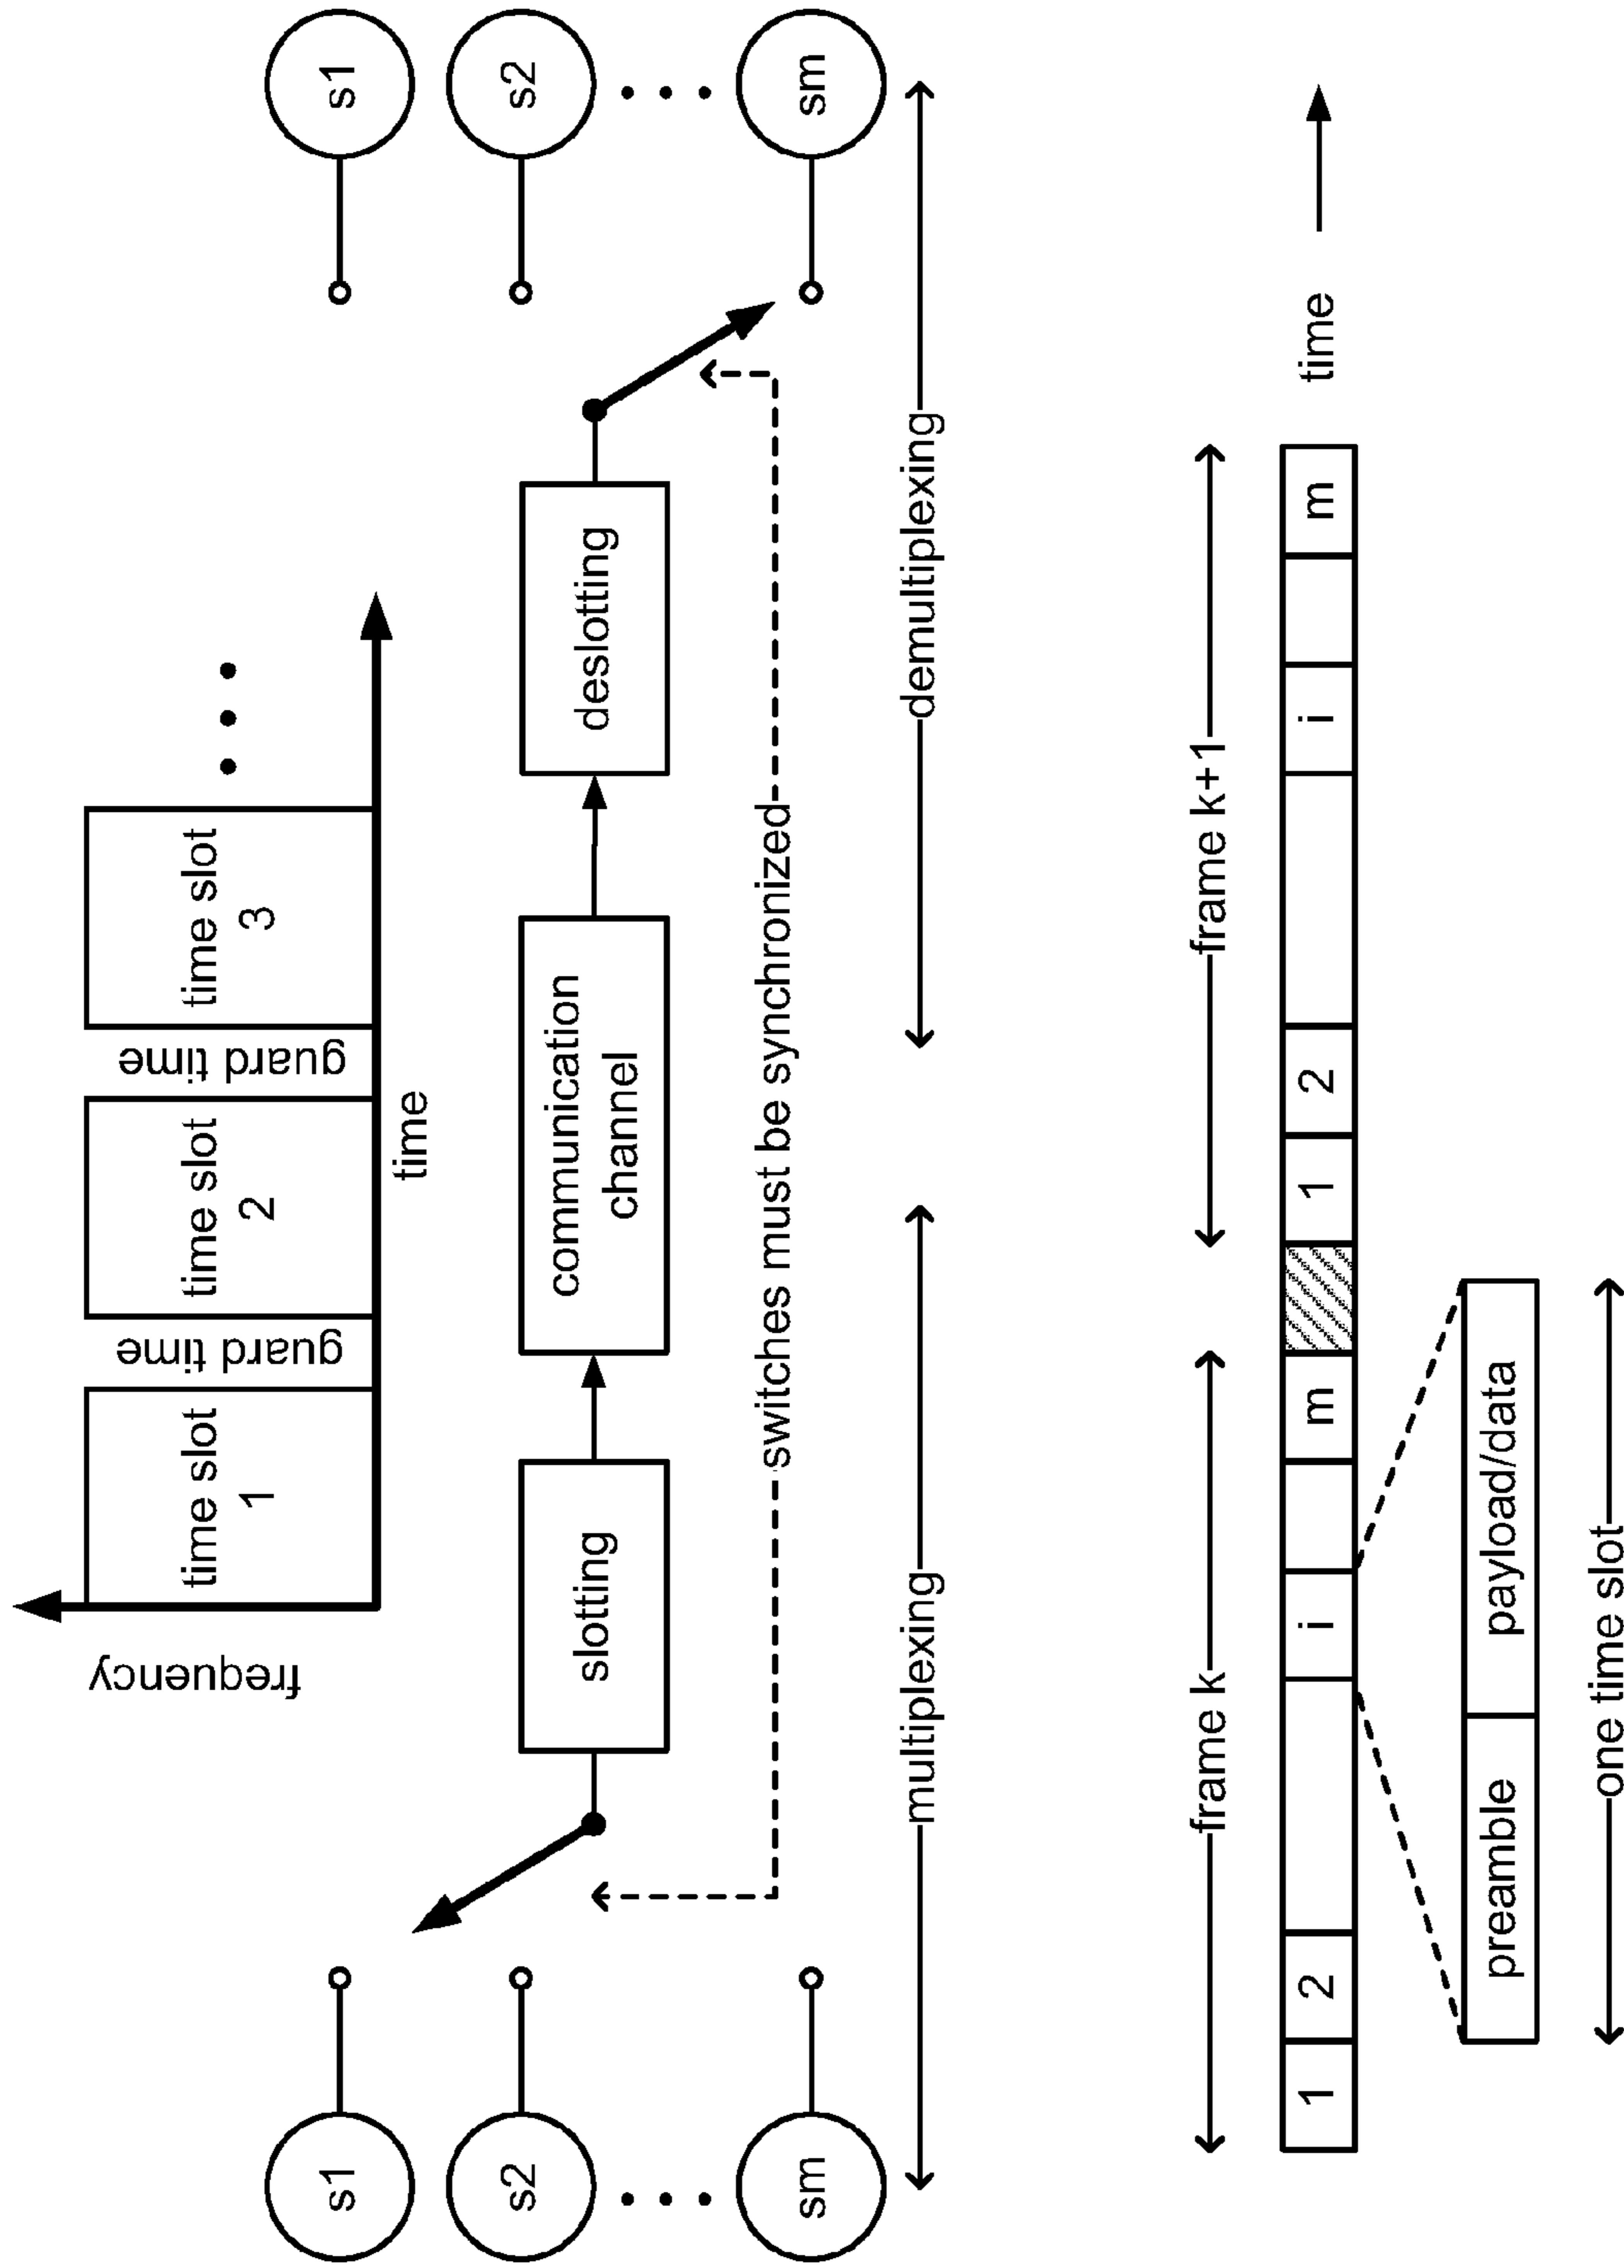 frequency
time slot
1
guard time
time slot
2
guard time
time slot
3
time
s1
s2
sm
slotting
communication
channel
deslotting
s1
s2
sm
switches must be synchronized
multiplexing
demultiplexing
frame k
frame k+1
1
2
i
m
1
2
i
m
time
preamble
payload/data
one time slot